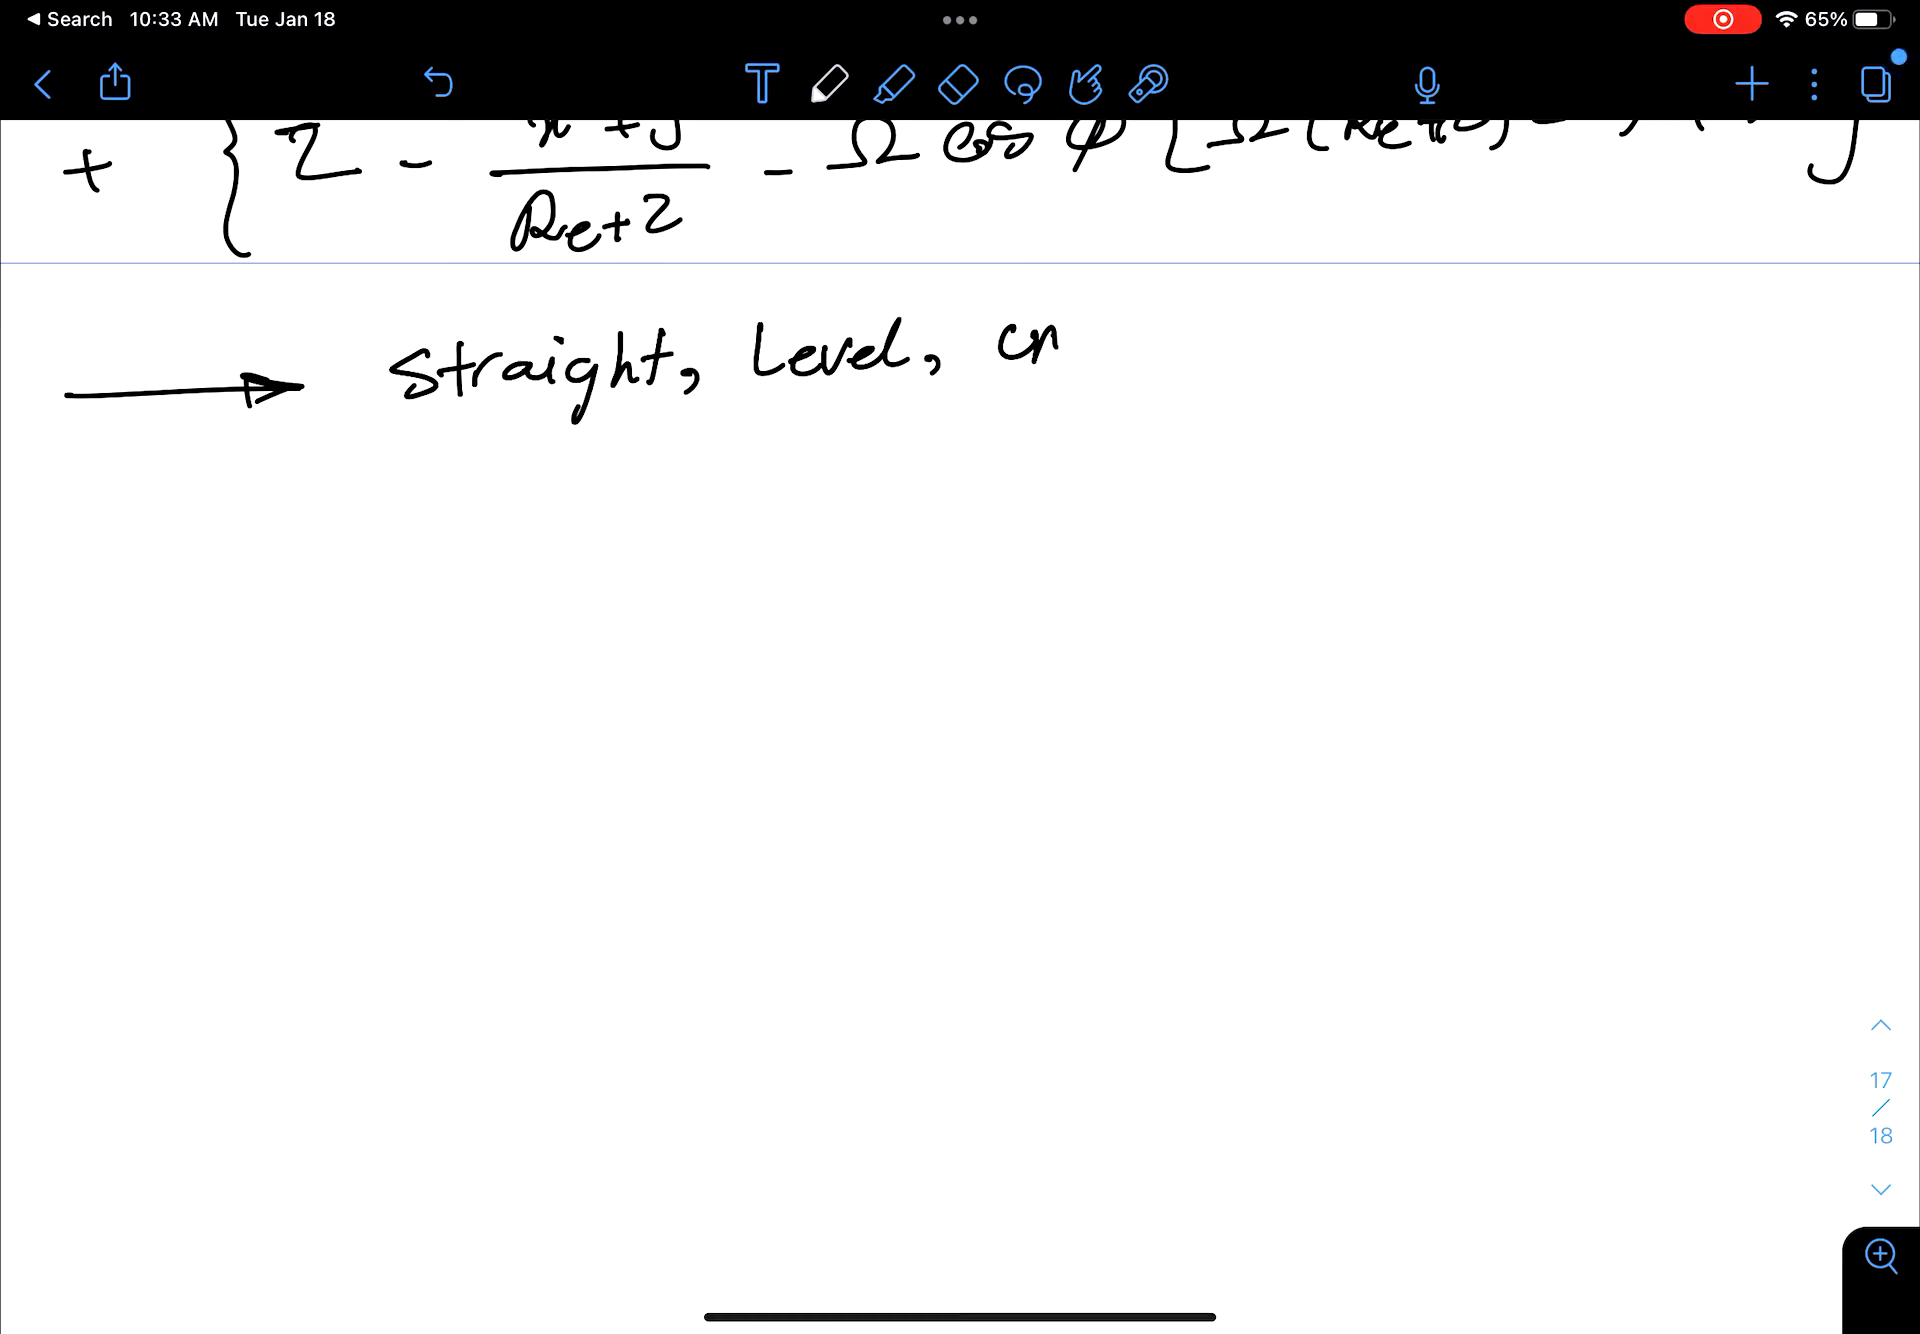 Search 10:33 AM Tue Jan 18 65%
T
+ { Z - - Ω Cos φ [
Re+Z
Straight, Level, cr
17
/
18